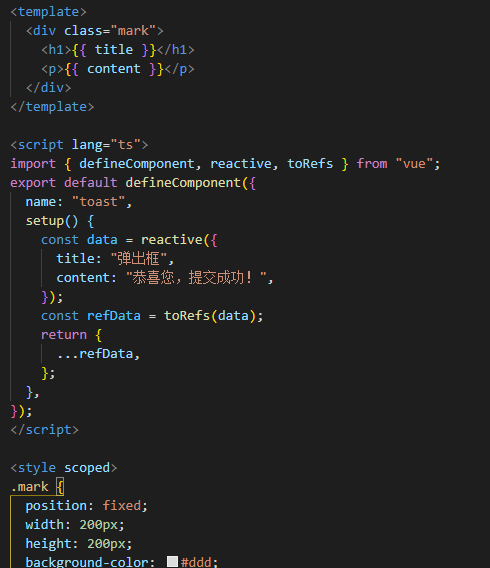 <template>
  <div class="mark">
    <h1>{{ title }}</h1>
    <p>{{ content }}</p>
  </div>
</template>

<script lang="ts">
import { defineComponent, reactive, toRefs } from "vue";
export default defineComponent({
  name: "toast",
  setup() {
    const data = reactive({
      title: "弹出框",
      content: "恭喜您，提交成功！",
    });
    const refData = toRefs(data);
    return {
      ...refData,
    };
  },
});
</script>

<style scoped>
.mark {
  position: fixed;
  width: 200px;
  height: 200px;
  background-color: #ddd;